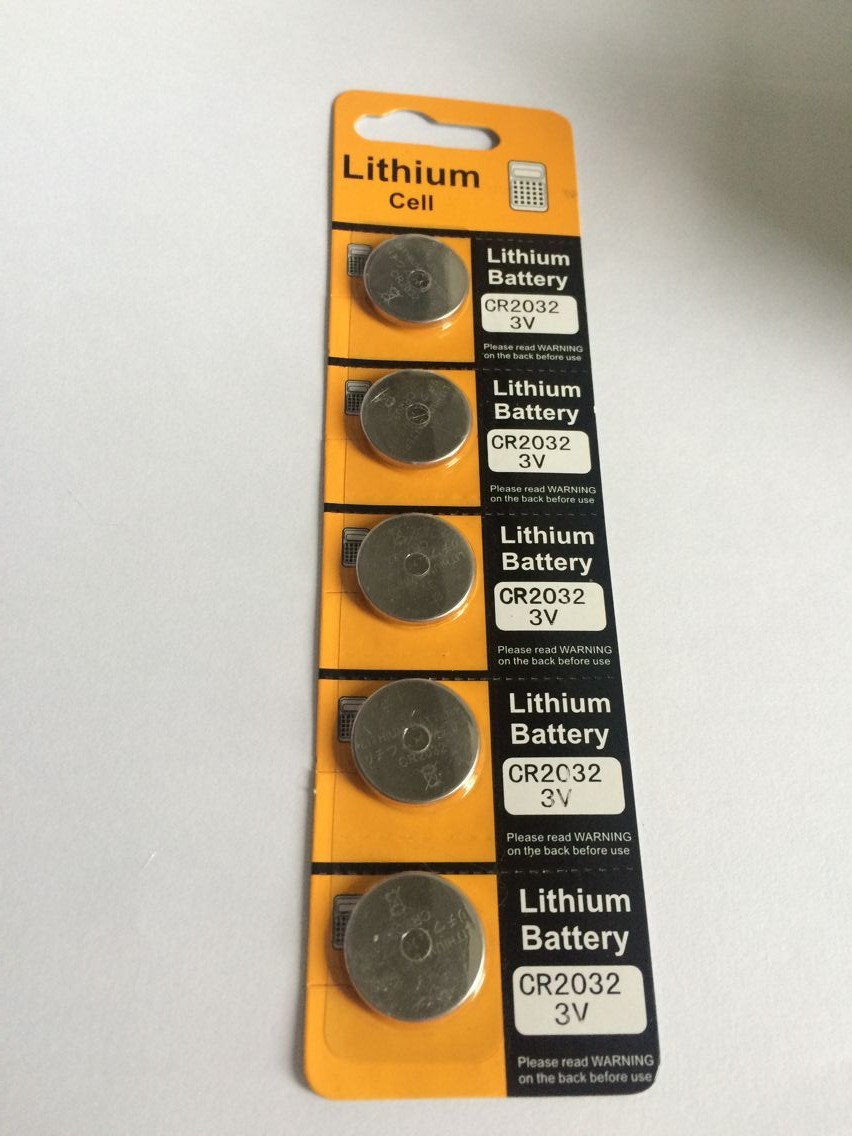 Lithium
Cell
Lithium
Battery
CR2032
3V
Please read WARNING
on the back before use
Lithium
Battery
CR2032
3V
Please read WARNING
on the back before use
Lithium
Battery
CR2032
3V
Please read WARNING
on the back before use
Lithium
Battery
CR2032
3V
Please read WARNING
on the back before use
CR2032
Lithium
Battery
CR2032
3V
Please read WARNING
on the back before use